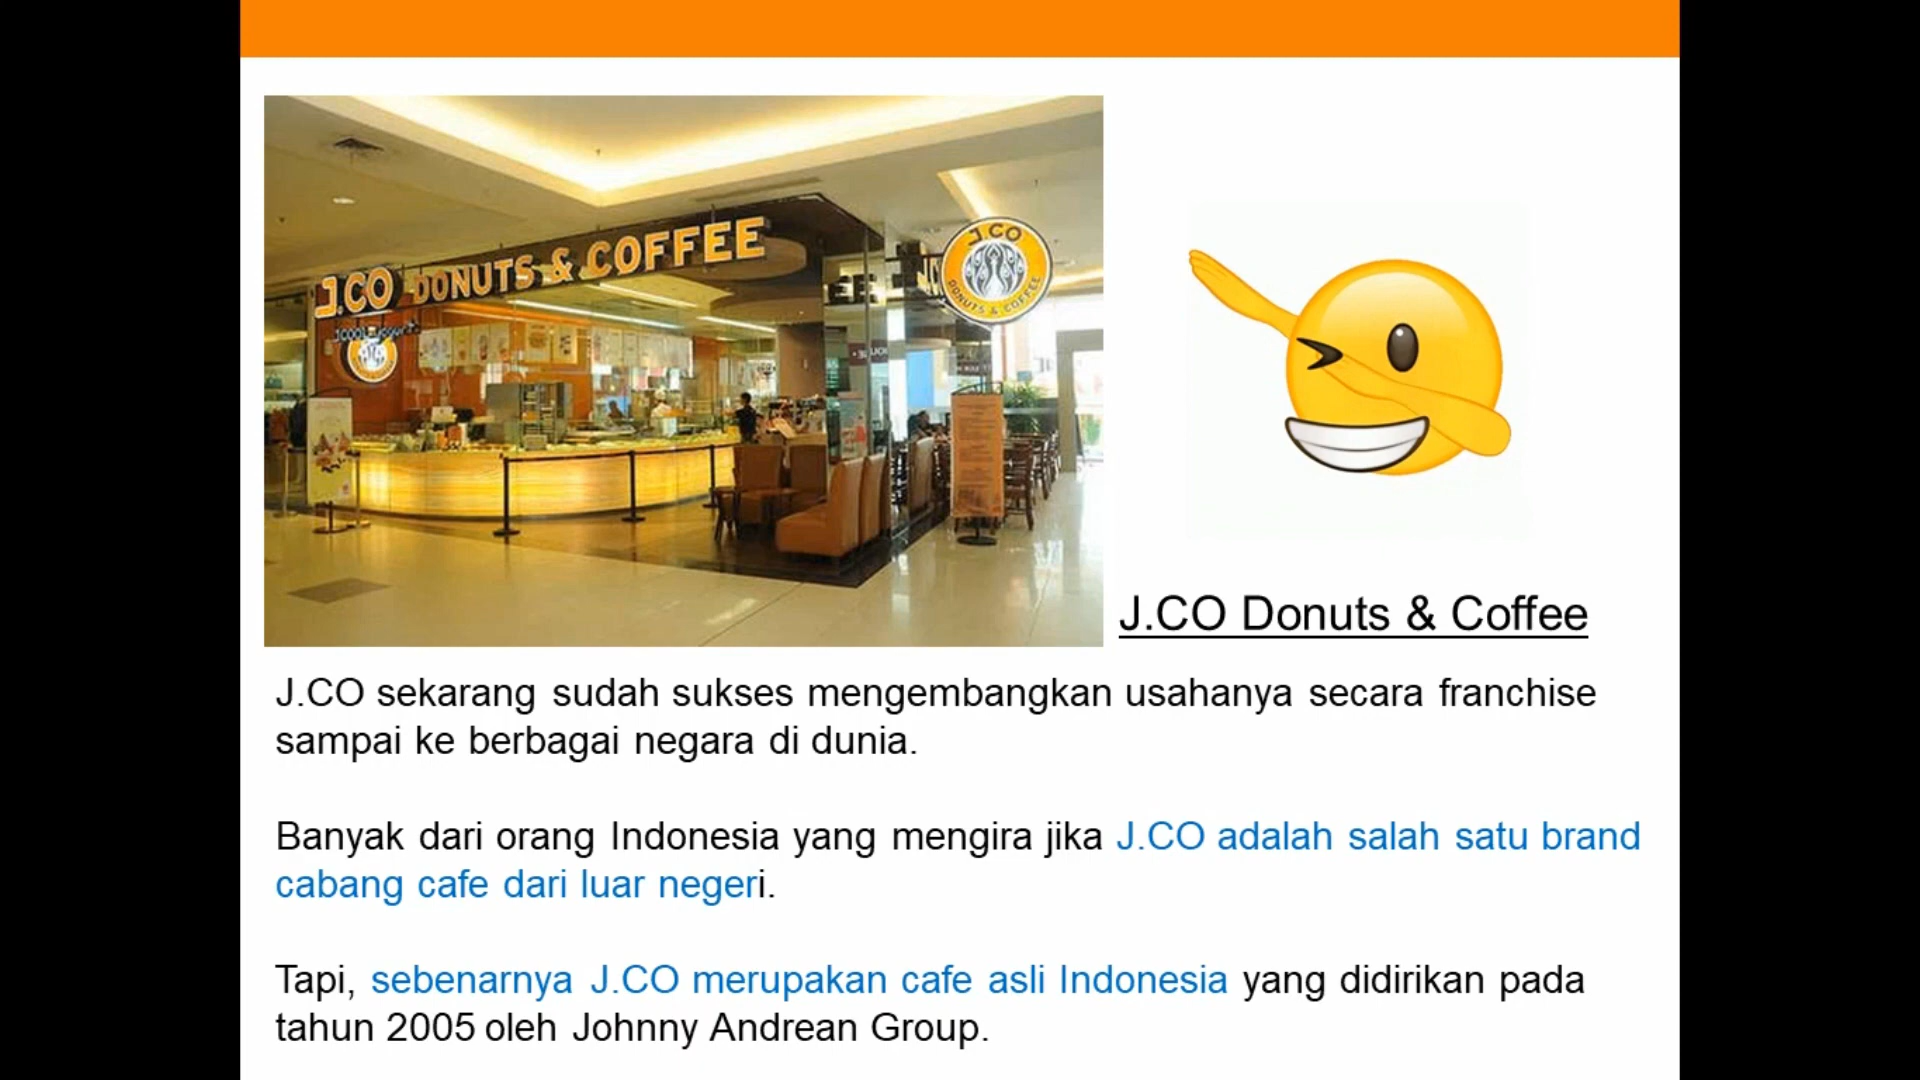 J.CO DONUTS & COFFEE
J.CO
DONUTS & COFFEE
J.CO Donuts & Coffee
J.CO sekarang sudah sukses mengembangkan usahanya secara franchise
sampai ke berbagai negara di dunia.
Banyak dari orang Indonesia yang mengira jika J.CO adalah salah satu brand
cabang cafe dari luar negeri.
Tapi, sebenarnya J.CO merupakan cafe asli Indonesia yang didirikan pada
tahun 2005 oleh Johnny Andrean Group.